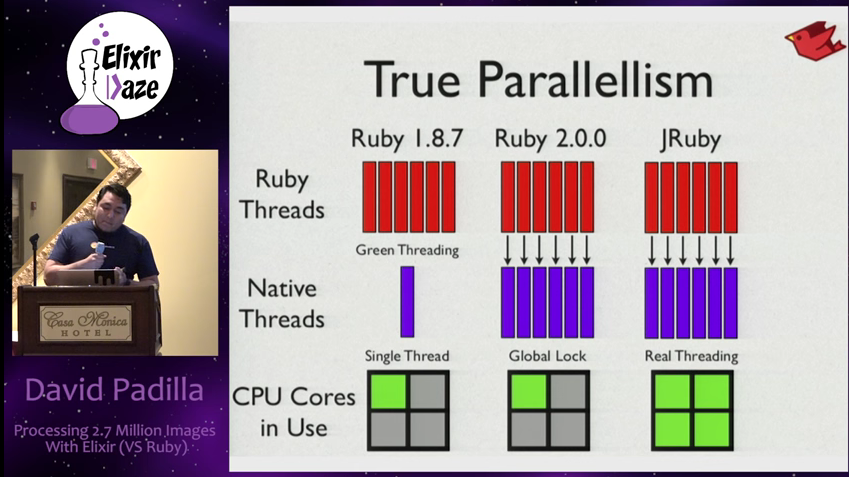 Elixir
Daze
True Parallellism
Ruby 1.8.7
Ruby 2.0.0
JRuby
Ruby
Threads
Green Threading
Native
Threads
Single Thread
Global Lock
Real Threading
CPU Cores
in Use
Casa Monica
HOTEL
David Padilla
Processing 2.7 Million Images
With Elixir (VS Ruby)